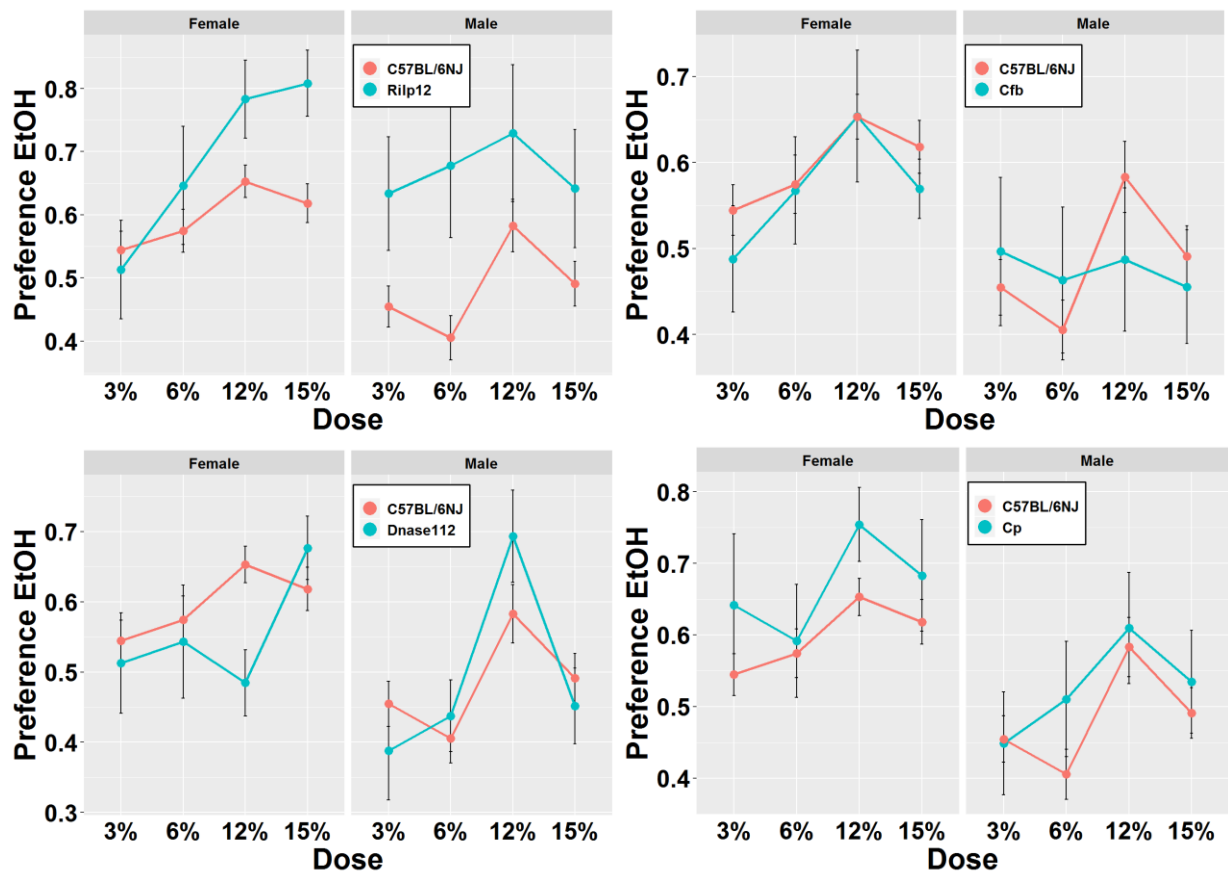 Female Male
C57BL/6NJ
Rilp12
Preference EtOH
0.8
0.7
0.6
0.5
0.4
3% 6% 12% 15% 3% 6% 12% 15%
Dose
Female Male
C57BL/6NJ
Cfb
Preference EtOH
0.7
0.6
0.5
0.4
3% 6% 12% 15% 3% 6% 12% 15%
Dose
Female Male
C57BL/6NJ
Dnase112
Preference EtOH
0.7
0.6
0.5
0.4
0.3
3% 6% 12% 15% 3% 6% 12% 15%
Dose
Female Male
C57BL/6NJ
Cp
Preference EtOH
0.8
0.7
0.6
0.5
0.4
3% 6% 12% 15% 3% 6% 12% 15%
Dose